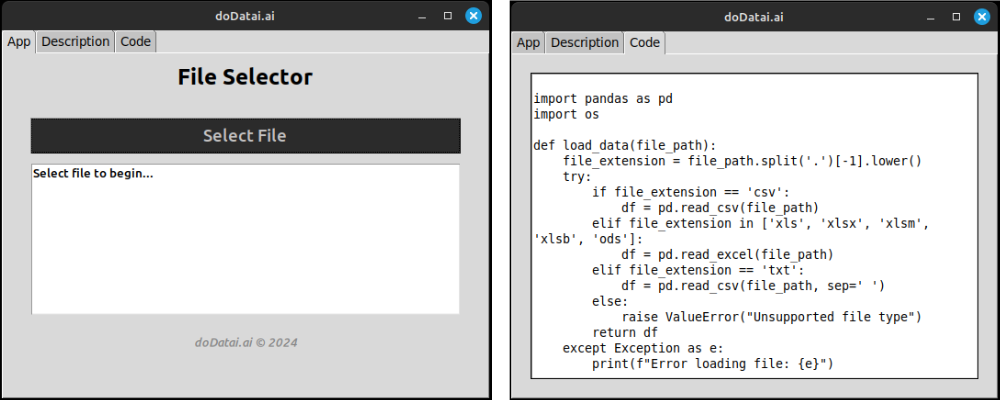 doDatai.ai
App Description Code
File Selector
Select File
Select file to begin...
doDatai.ai © 2024
doDatai.ai
App Description Code
import pandas as pd
import os
def load_data(file_path):
    file_extension = file_path.split('.')[-1].lower()
    try:
        if file_extension == 'csv':
            df = pd.read_csv(file_path)
        elif file_extension in ['xls', 'xlsx', 'xlsm',
'xlsb', 'ods']:
            df = pd.read_excel(file_path)
        elif file_extension == 'txt':
            df = pd.read_csv(file_path, sep=' ')
        else:
            raise ValueError("Unsupported file type")
        return df
    except Exception as e:
        print(f"Error loading file: {e}")